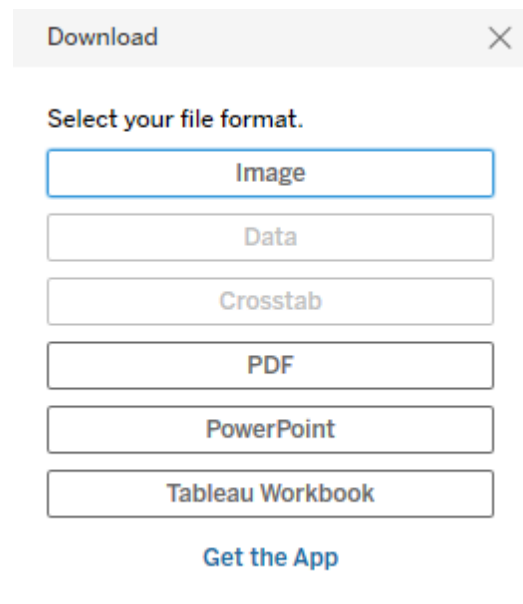 Download
Select your file format.
Image
Data
Crosstab
PDF
PowerPoint
Tableau Workbook
Get the App